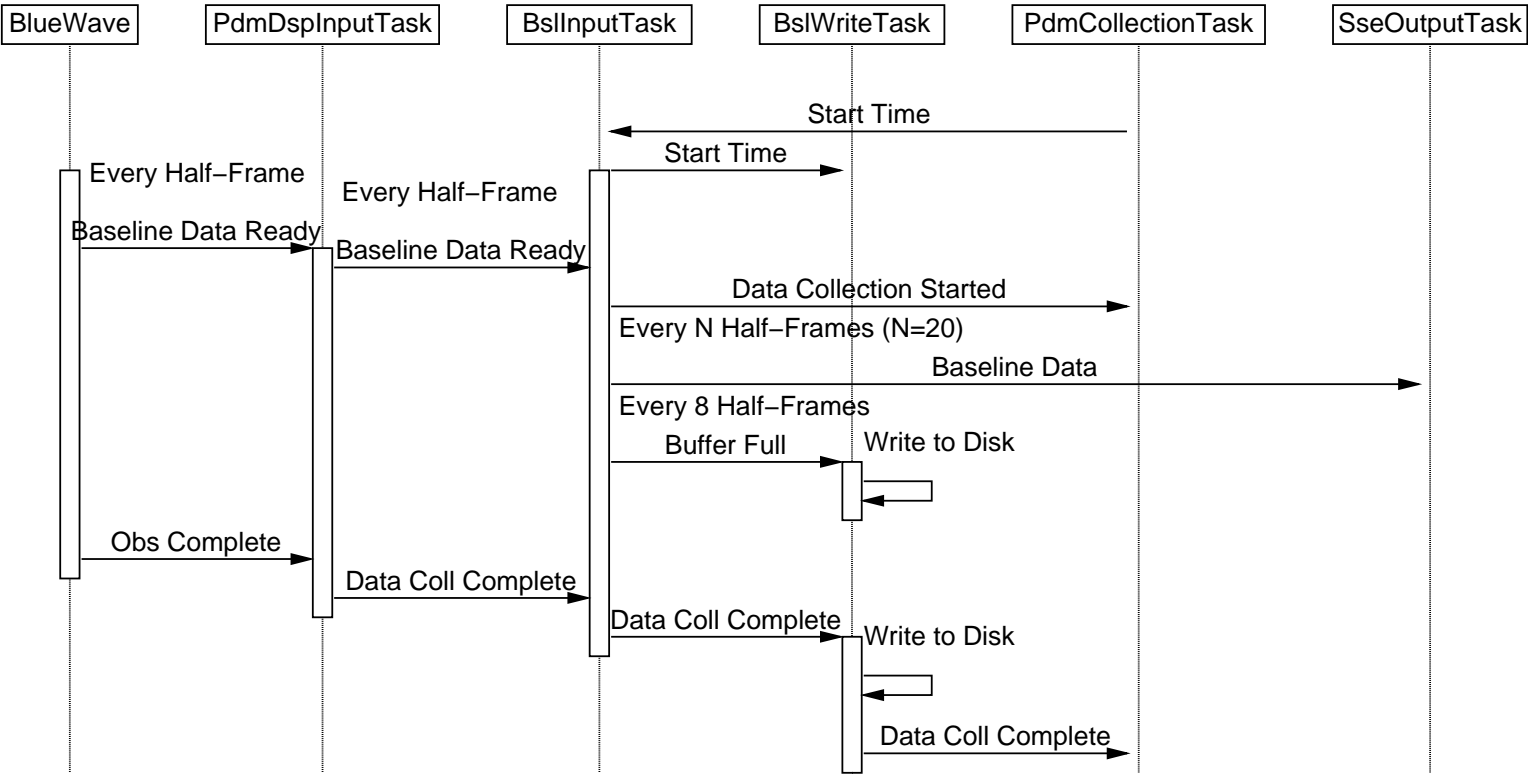 BlueWave
PdmDspInputTask
BslInputTask
BslWriteTask
PdmCollectionTask
SseOutputTask
Start Time
Start Time
Every Half−Frame
Every Half−Frame
Baseline Data Ready
Baseline Data Ready
Data Collection Started
Every N Half−Frames (N=20)
Baseline Data
Every 8 Half−Frames
Buffer Full
Write to Disk
Obs Complete
Data Coll Complete
Data Coll Complete
Write to Disk
Data Coll Complete